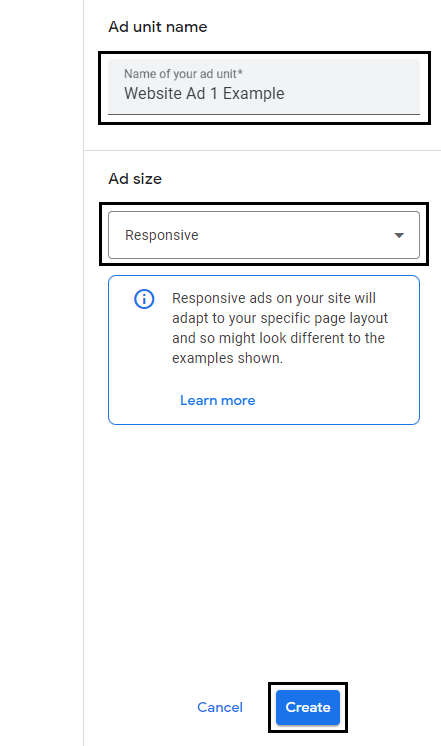 Ad unit name
Name of your ad unit*
Website Ad 1 Example
Ad size
Responsive
Responsive ads on your site will
adapt to your specific page layout
and so might look different to the
examples shown.
Learn more
Cancel Create